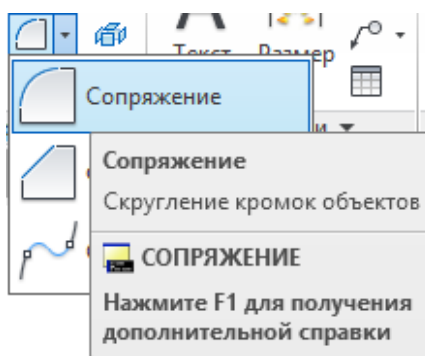 Текст Размер
Сопряжение
Сопряжение
Скругление кромок объектов
СОПРЯЖЕНИЕ
Нажмите F1 для получения
дополнительной справки